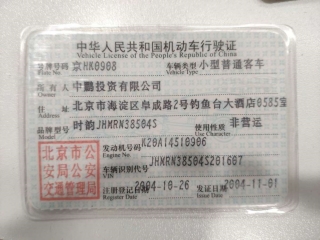 中华人民共和国机动车行驶证
Vehicle License of the People's Republic of China
号牌号码 京HK0908 车辆类型 小型普通客车
Vehicle Type
所有人 中鹏投资有限公司
住址 北京市海淀区阜成路2号钓鱼台大酒店0585室
品牌型号 时韵JHMRN38504S 使用性质 非营运
发动机号码 K20A14510906
Engine No
车辆识别代号 JHMRN38504S201607
VIN
注册登记日期 2004-10-26 发证日期 2004-11-01
Register Date Issue Date
北京市公
安局公安
交通管理局